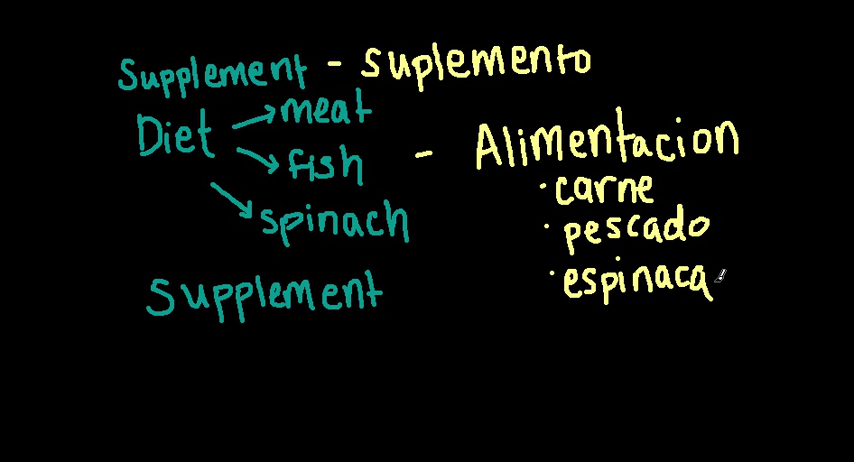 Supplement - suplemento
Diet → meat
→ fish - Alimentacion
→ spinach
· carne
· pescado
· espinaca
Supplement